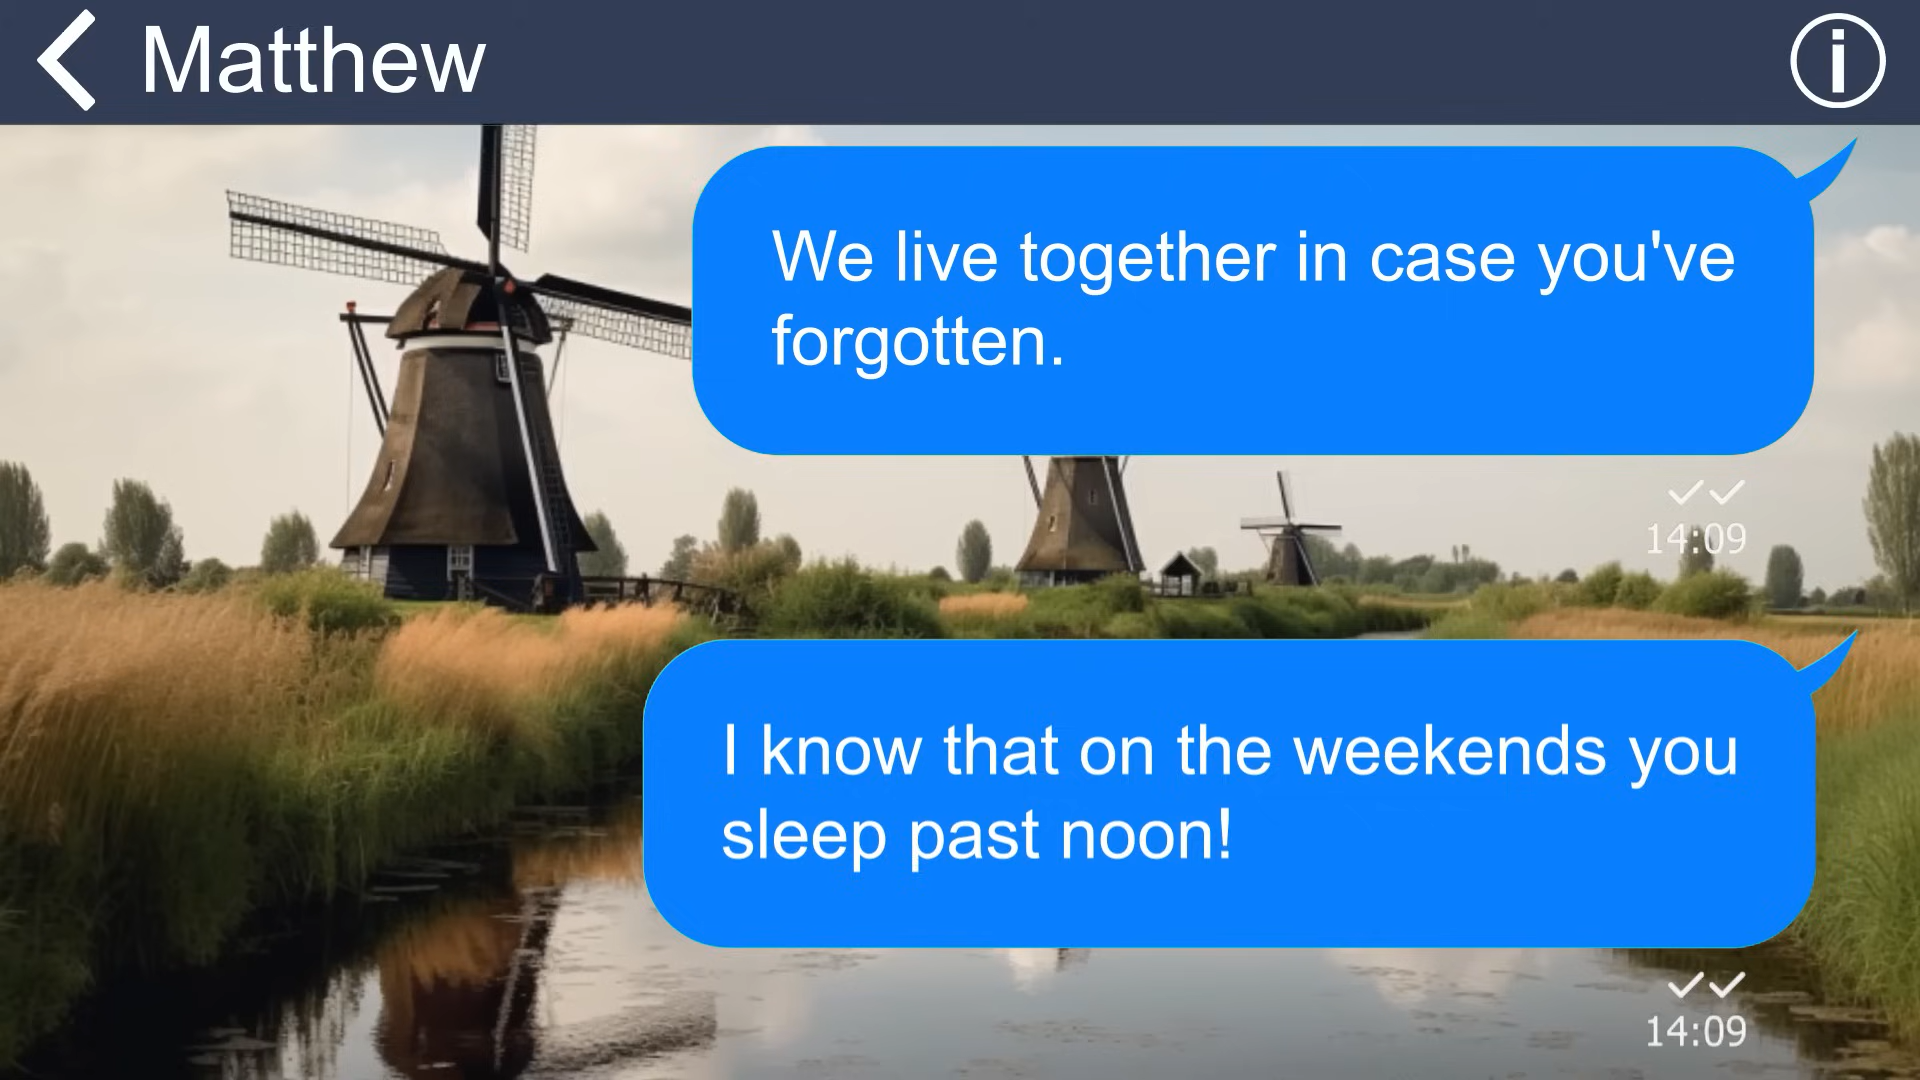 Matthew
We live together in case you've
forgotten.
14:09
I know that on the weekends you
sleep past noon!
14:09